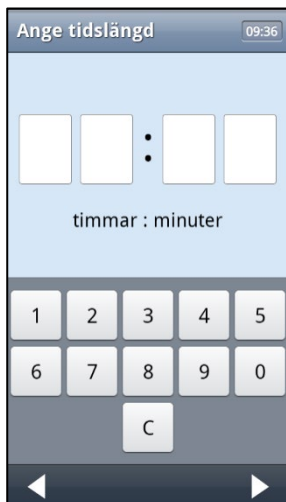 Ange tidslängd 09:36
:
timmar : minuter
1 2 3 4 5
6 7 8 9 0
C